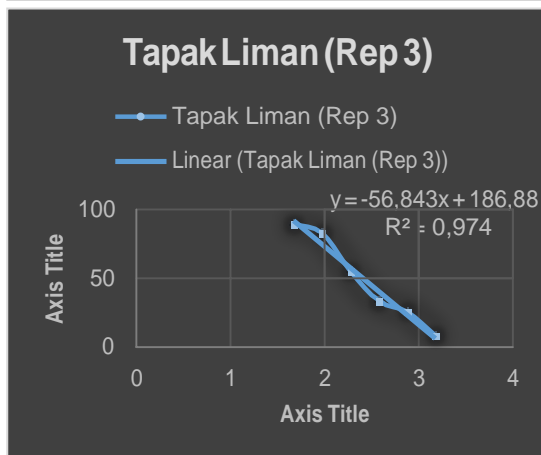 Tapak Liman (Rep 3)
Tapak Liman (Rep 3)
Linear (Tapak Liman (Rep 3))
y = -56,843x + 186,88
R² = 0,974
100
50
0
Axis Title
0 1 2 3 4
Axis Title